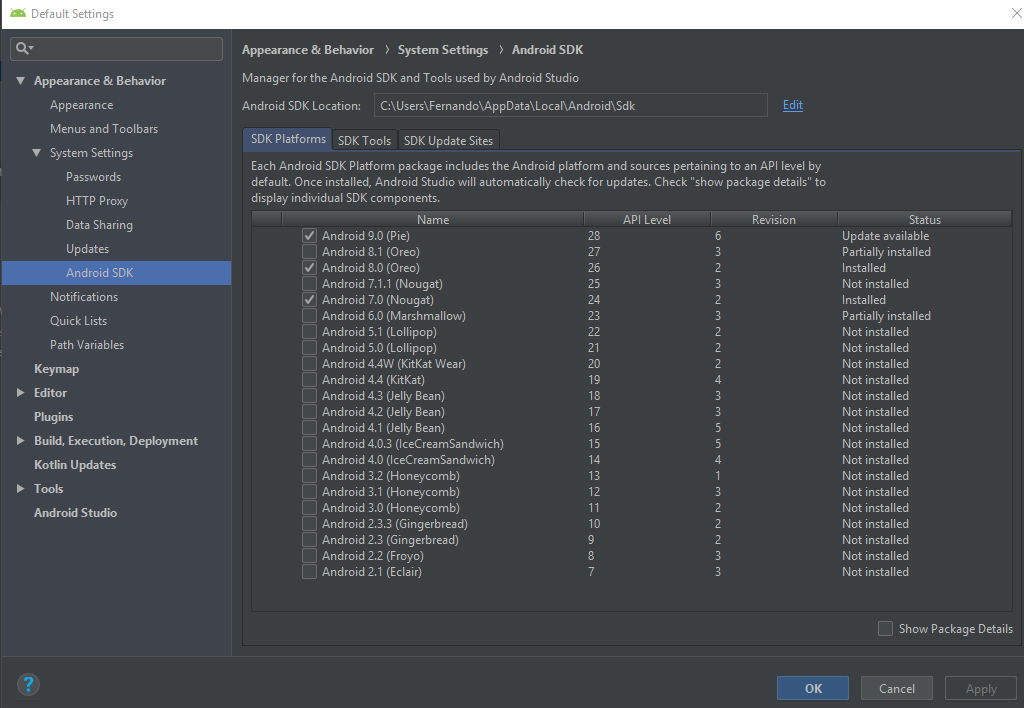 Default Settings
Appearance & Behavior
Appearance
Menus and Toolbars
System Settings
Passwords
HTTP Proxy
Data Sharing
Updates
Android SDK
Notifications
Quick Lists
Path Variables
Keymap
Editor
Plugins
Build, Execution, Deployment
Kotlin Updates
Tools
Android Studio
Appearance & Behavior › System Settings › Android SDK
Manager for the Android SDK and Tools used by Android Studio
Android SDK Location: C:\Users\Fernando\AppData\Local\Android\Sdk Edit
SDK Platforms SDK Tools SDK Update Sites
Each Android SDK Platform package includes the Android platform and sources pertaining to an API level by
default. Once installed, Android Studio will automatically check for updates. Check "show package details" to
display individual SDK components.
Name API Level Revision Status
Android 9.0 (Pie) 28 6 Update available
Android 8.1 (Oreo) 27 3 Partially installed
Android 8.0 (Oreo) 26 2 Installed
Android 7.1.1 (Nougat) 25 3 Not installed
Android 7.0 (Nougat) 24 2 Installed
Android 6.0 (Marshmallow) 23 3 Partially installed
Android 5.1 (Lollipop) 22 2 Not installed
Android 5.0 (Lollipop) 21 2 Not installed
Android 4.4W (KitKat Wear) 20 2 Not installed
Android 4.4 (KitKat) 19 4 Not installed
Android 4.3 (Jelly Bean) 18 3 Not installed
Android 4.2 (Jelly Bean) 17 3 Not installed
Android 4.1 (Jelly Bean) 16 5 Not installed
Android 4.0.3 (IceCreamSandwich) 15 5 Not installed
Android 4.0 (IceCreamSandwich) 14 4 Not installed
Android 3.2 (Honeycomb) 13 1 Not installed
Android 3.1 (Honeycomb) 12 3 Not installed
Android 3.0 (Honeycomb) 11 2 Not installed
Android 2.3.3 (Gingerbread) 10 2 Not installed
Android 2.3 (Gingerbread) 9 2 Not installed
Android 2.2 (Froyo) 8 3 Not installed
Android 2.1 (Eclair) 7 3 Not installed
Show Package Details
? OK Cancel Apply